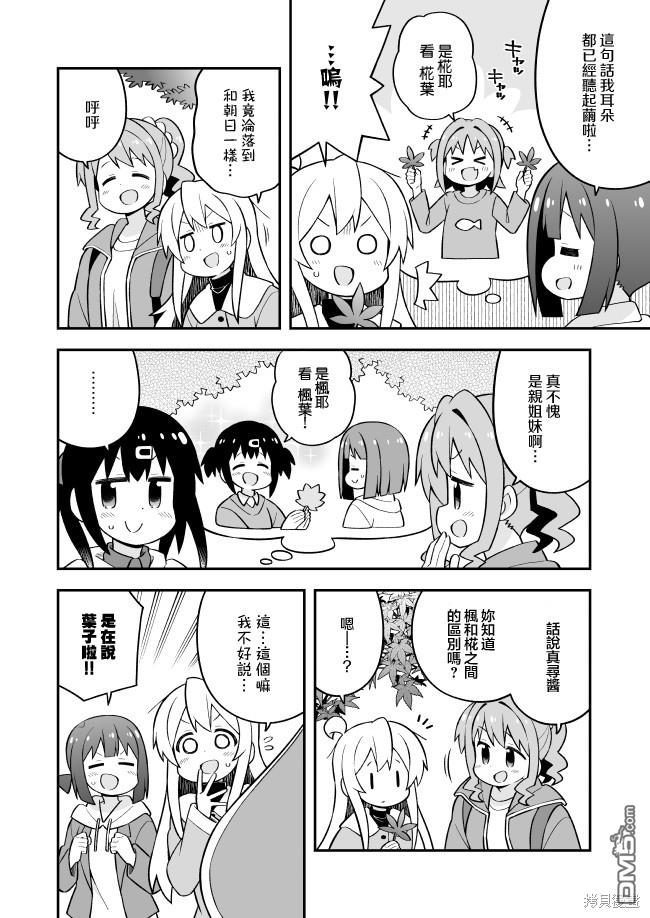 這句話我耳朵
都已經聽起繭啦…
キャッ
キャッ
是椛耶
看 椛葉
…嗚!!
我竟淪落到
和朝日一樣…
呼呼
真不愧
是親姐妹啊…
是楓耶
看 楓葉!
………
話說真尋醬
妳知道
楓和椛之間
的區別嗎?
嗯——…?
這…這個嘛
我不好說…
是在說
葉子啦!!
DM5.com
拷貝漫畫